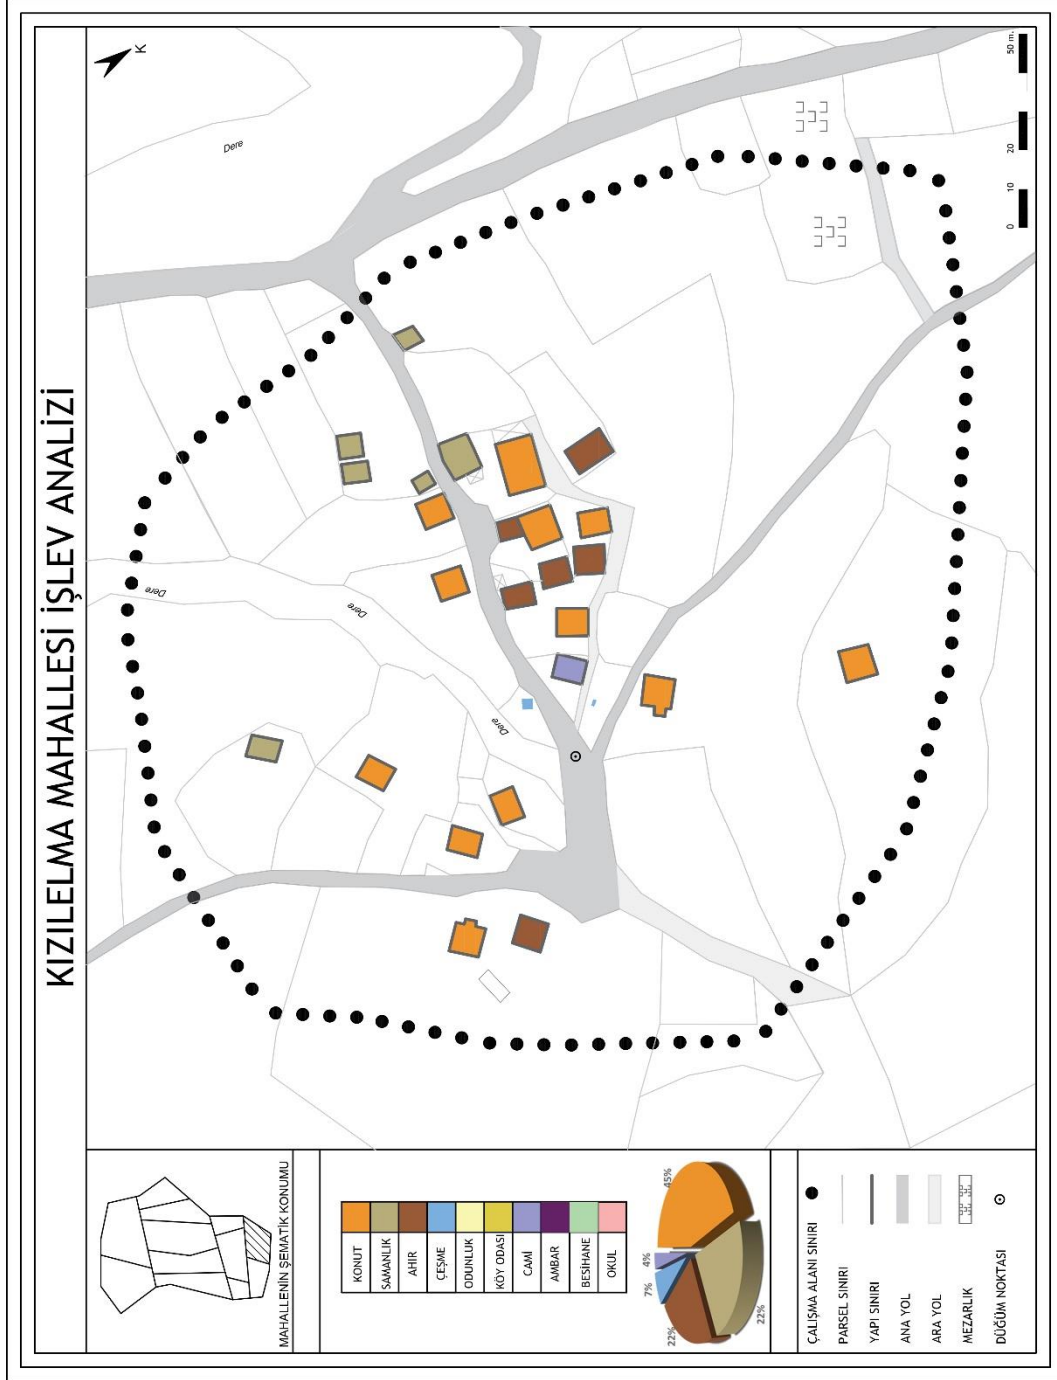 KIZILELMA MAHALLESİ İŞLEV ANALİZİ
K
Dere
Dere
Dere
Dere
0 10 20 50 m.
MAHALLENİN ŞEMATİK KONUMU
KONUT
SAMANLIK
AHIR
ÇEŞME
ODUNLUK
KÖY ODASI
CAMİ
AMBAR
BESİHANE
OKUL
45%
4%
7%
22%
22%
ÇALIŞMA ALANI SINIRI
PARSEL SINIRI
YAPI SINIRI
ANA YOL
ARA YOL
MEZARLIK
DÜĞÜM NOKTASI